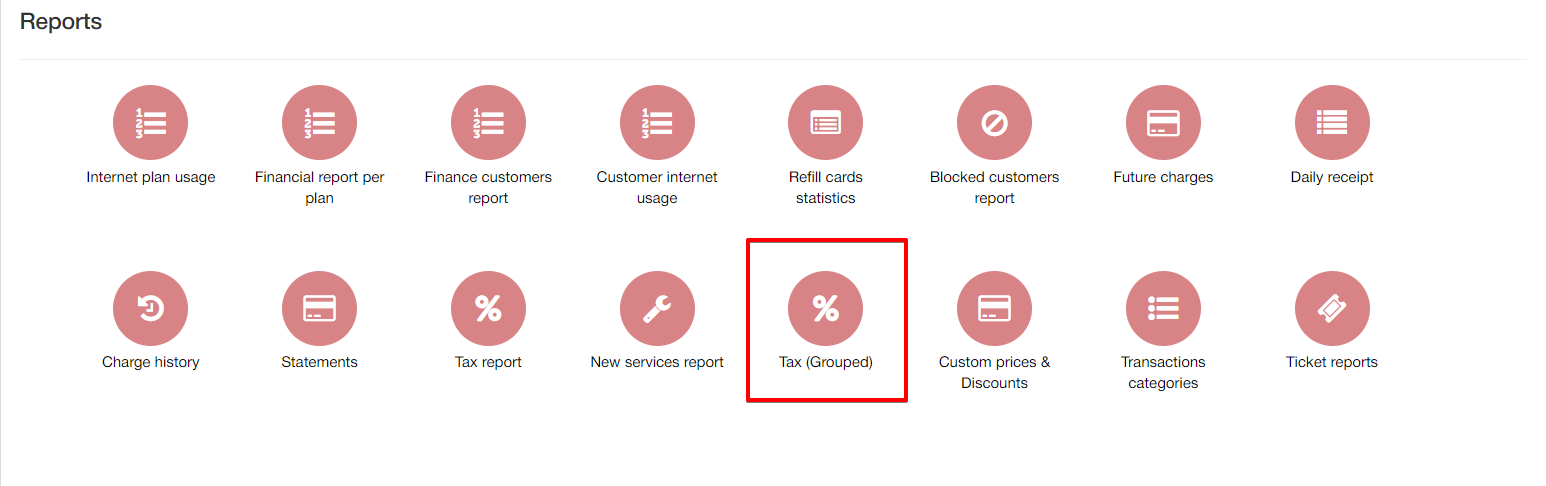 Reports
Internet plan usage
Financial report per
plan
Finance customers
report
Customer internet
usage
Refill cards
statistics
Blocked customers
report
Future charges
Daily receipt
Charge history
Statements
Tax report
New services report
Tax (Grouped)
Custom prices &
Discounts
Transactions
categories
Ticket reports